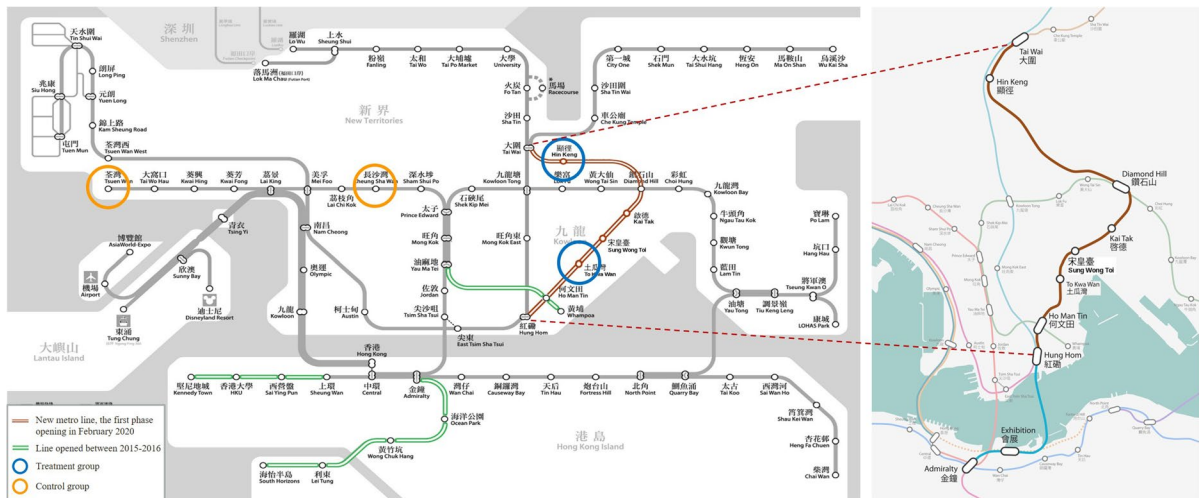 深圳
Shenzhen
天水圍
Tin Shui Wai
朗屏
Long Ping
兆康
Siu Hong
元朗
Yuen Long
錦上路
Kam Sheung Road
屯門
Tuen Mun
荃灣西
Tsuen Wan West
羅湖
Lo Wu
上水
Sheung Shui
落馬洲
Lok Ma Chau
粉嶺
Fanling
太和
Tai Wo
大埔墟
Tai Po Market
大學
University
火炭
Fo Tan
馬場
Racecourse
沙田
Sha Tin
大圍
Tai Wai
第一城
City One
石門
Shek Mun
大水坑
Tai Shui Hang
恆安
Heng On
馬鞍山
Ma On Shan
烏溪沙
Wu Kai Sha
沙田圍
Sha Tin Wai
車公廟
Che Kung Temple
新界
New Territories
荃灣
Tsuen Wan
大窩口
Tai Wo Hau
葵興
Kwai Hing
葵芳
Kwai Fong
荔景
Lai King
美孚
Mei Foo
荔枝角
Lai Chi Kok
長沙灣
Cheung Sha Wan
深水埗
Sham Shui Po
太子
Prince Edward
石硤尾
Shek Kip Mei
九龍塘
Kowloon Tong
樂富
Lok Fu
黃大仙
Wong Tai Sin
鑽石山
Diamond Hill
彩虹
Choi Hung
顯徑
Hin Keng
九龍灣
Kowloon Bay
牛頭角
Ngau Tau Kok
觀塘
Kwun Tong
藍田
Lam Tin
油塘
Yau Tong
調景嶺
Tiu Keng Leng
將軍澳
Tseung Kwan O
坑口
Hang Hau
寶琳
Po Lam
康城
LOHAS Park
啟德
Kai Tak
宋皇臺
Sung Wong Toi
土瓜灣
To Kwa Wan
九龍
Kowloon
旺角
Mong Kok
旺角東
Mong Kok East
油麻地
Yau Ma Tei
佐敦
Jordan
尖沙咀
Tsim Sha Tsui
何文田
Ho Man Tin
黃埔
Whampoa
紅磡
Hung Hom
尖東
East Tsim Sha Tsui
柯士甸
Austin
南昌
Nam Cheong
奧運
Olympic
九龍
Kowloon
青衣
Tsing Yi
博覽館
AsiaWorld-Expo
機場
Airport
欣澳
Sunny Bay
迪士尼
Disneyland Resort
東涌
Tung Chung
大嶼山
Lantau Island
香港
Hong Kong
堅尼地城
Kennedy Town
香港大學
HKU
西營盤
Sai Ying Pun
上環
Sheung Wan
中環
Central
金鐘
Admiralty
灣仔
Wan Chai
銅鑼灣
Causeway Bay
天后
Tin Hau
炮台山
Fortress Hill
北角
North Point
鰂魚涌
Quarry Bay
太古
Tai Koo
西灣河
Sai Wan Ho
筲箕灣
Shau Kei Wan
杏花邨
Heng Fa Chuen
柴灣
Chai Wan
海洋公園
Ocean Park
黃竹坑
Wong Chuk Hang
利東
Lei Tung
海怡半島
South Horizons
港島
Hong Kong Island
New metro line, the first phase
opening in February 2020
Line opened between 2015-2016
Treatment group
Control group
Tai Wai
大圍
Hin Keng
顯徑
Diamond Hill
鑽石山
Kai Tak
啓德
宋皇臺
Sung Wong Toi
To Kwa Wan
土瓜灣
Ho Man Tin
何文田
Hung Hom
紅磡
Exhibition
會展
Admiralty
金鐘